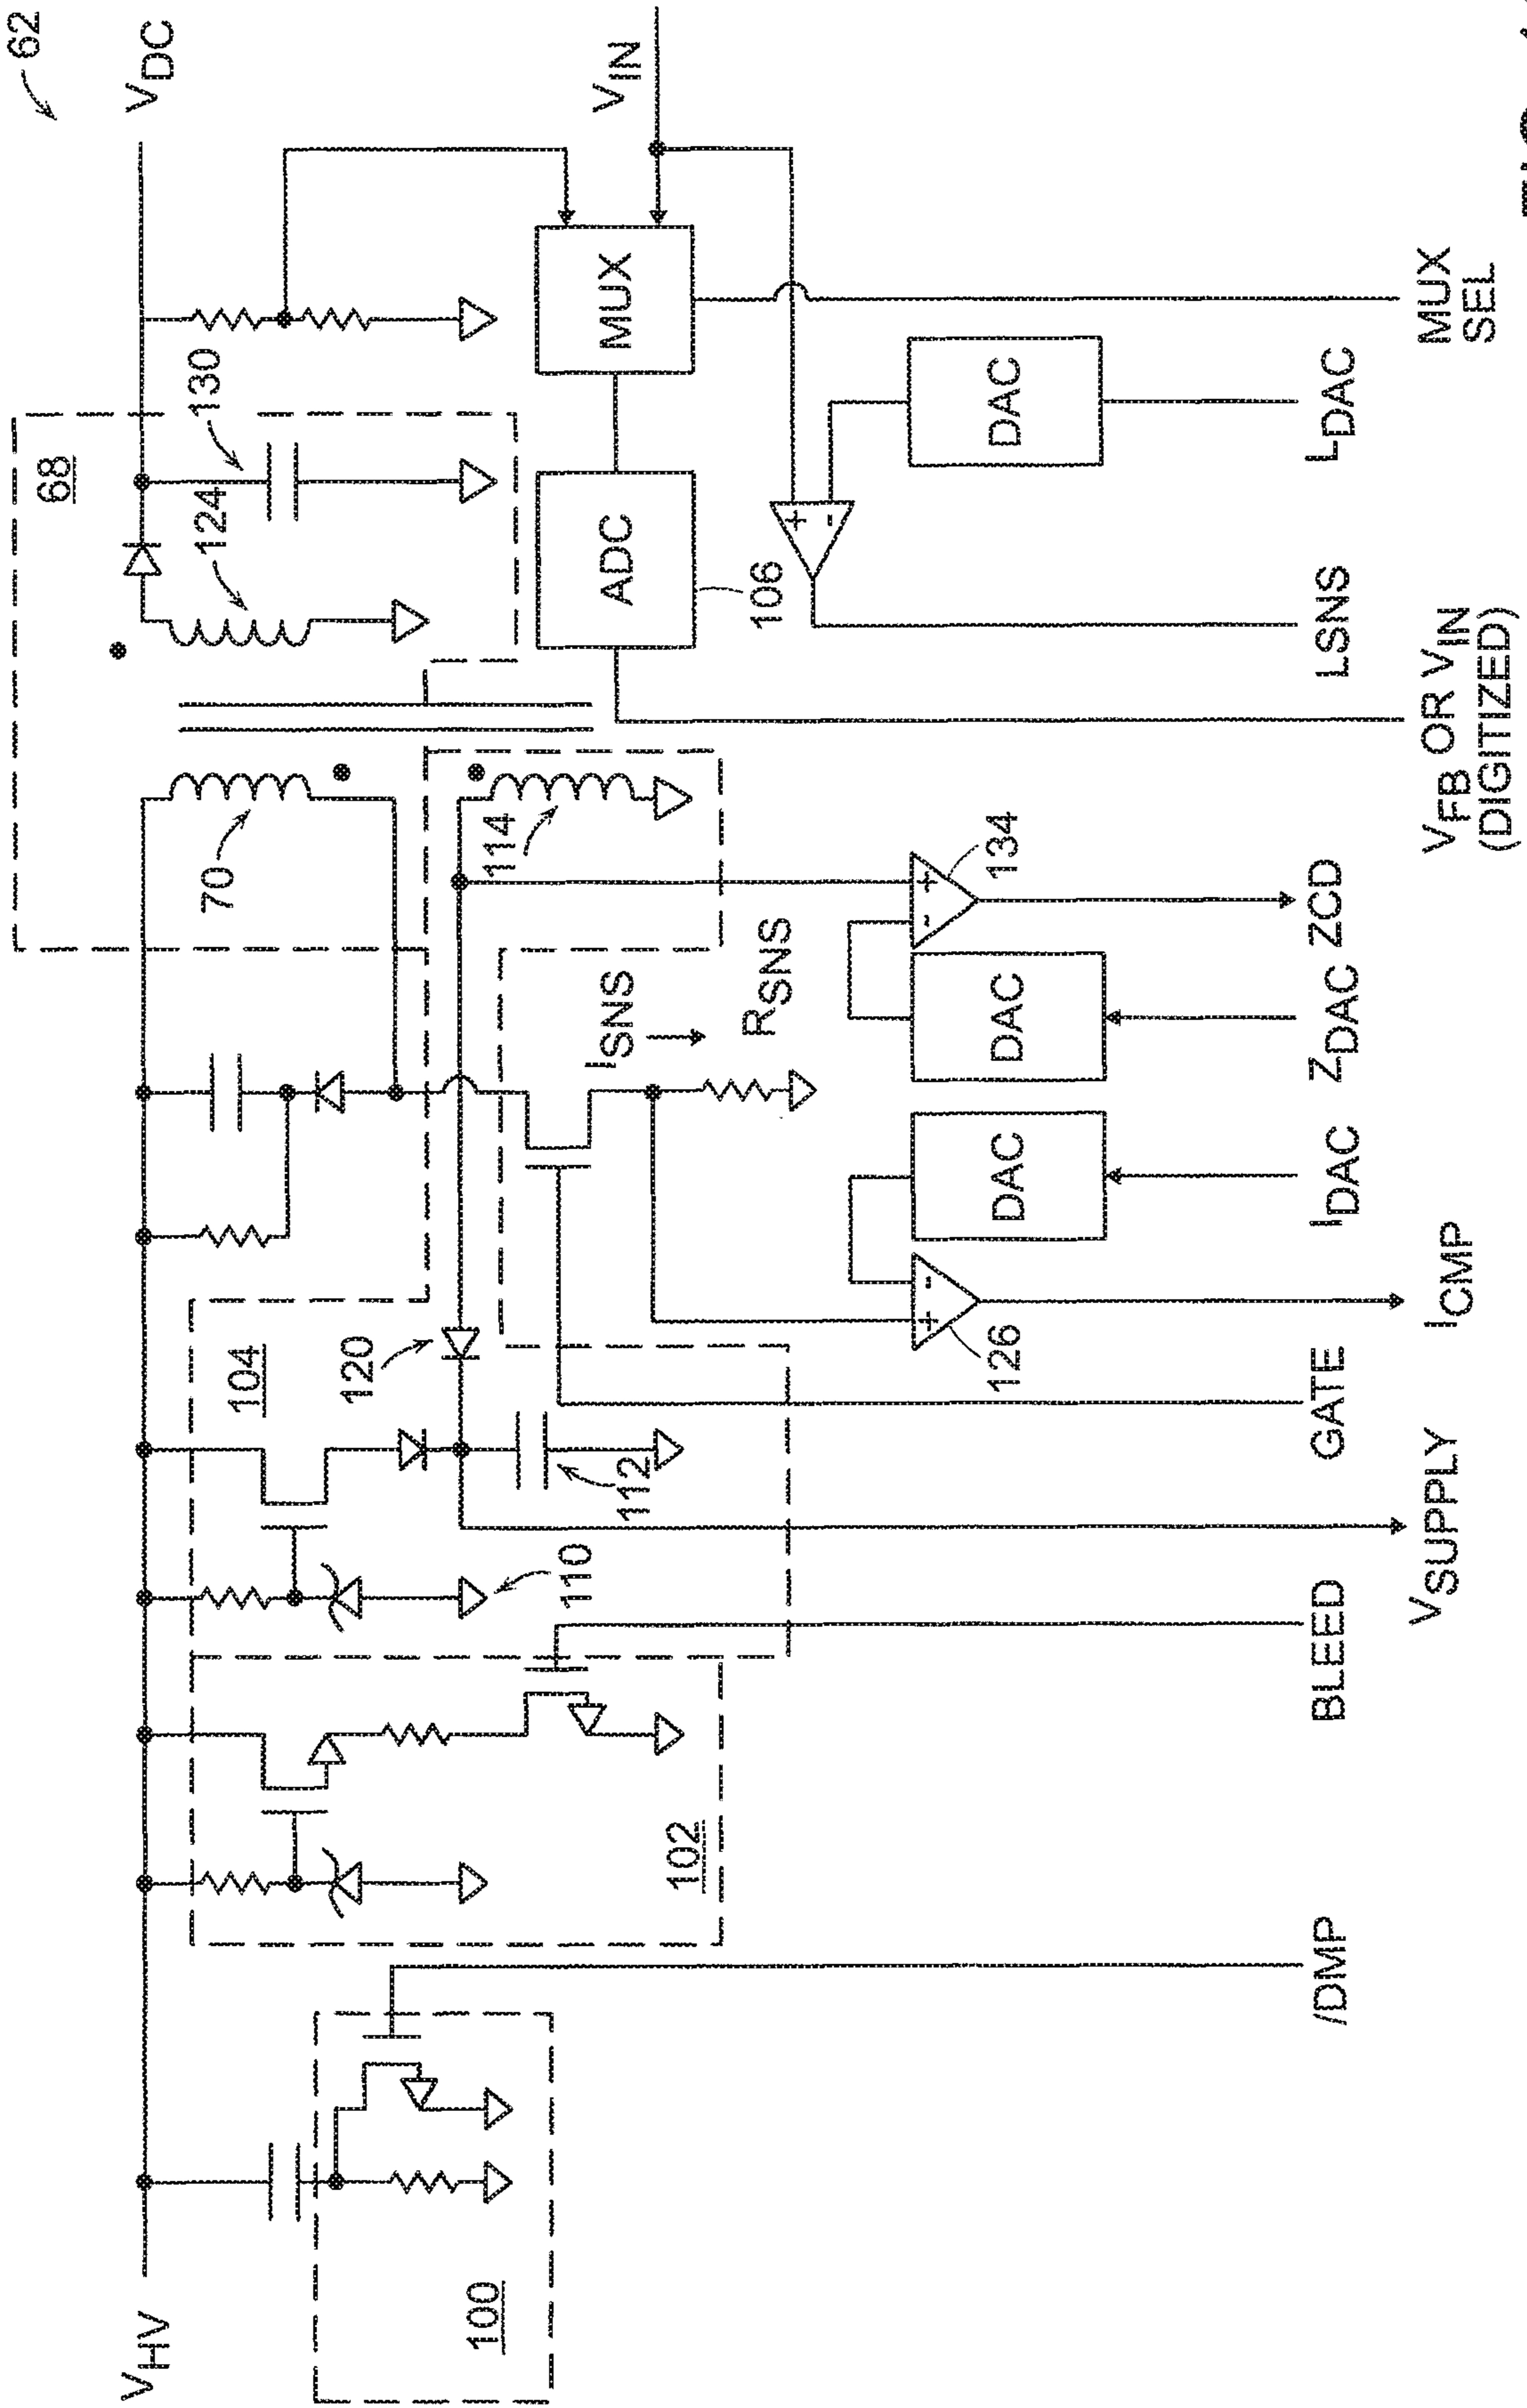 62
V_HV
V_DC
68
130
124
70
104
120
112
110
102
100
114
I_SNS
R_SNS
V_IN
MUX
ADC
106
+
-
DAC
134
+
-
DAC
DAC
126
+
-
/DMP
BLEED
V_SUPPLY
GATE
I_CMP
I_DAC
Z_DAC
ZCD
V_FB OR V_IN
(DIGITIZED)
LSNS
L_DAC
MUX
SEL